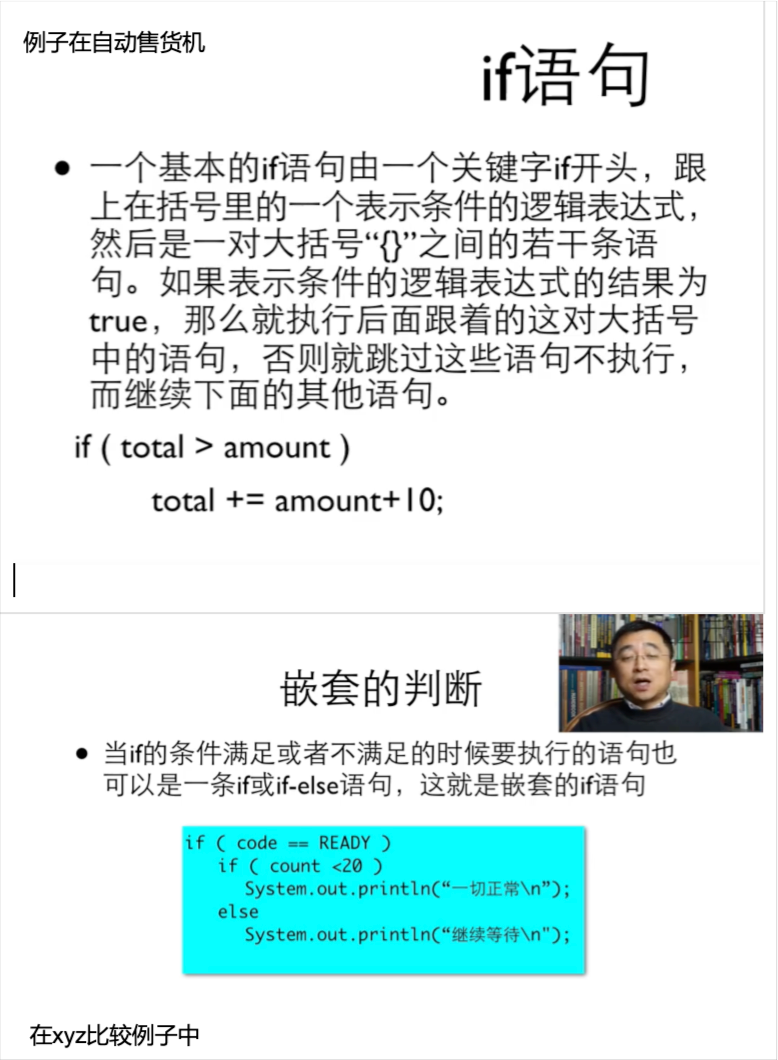 例子在自动售货机
if语句
● 一个基本的if语句由一个关键字if开头，跟
上在括号里的一个表示条件的逻辑表达式，
然后是一对大括号“{}”之间的若干条语
句。如果表示条件的逻辑表达式的结果为
true，那么就执行后面跟着的这对大括号
中的语句，否则就跳过这些语句不执行，
而继续下面的其他语句。
if ( total > amount )
total += amount+10;
嵌套的判断
● 当if的条件满足或者不满足的时候要执行的语句也
可以是一条if或if-else语句，这就是嵌套的if语句
if ( code == READY )
if ( count <20 )
System.out.println(“一切正常\n”);
else
System.out.println(“继续等待\n");
在xyz比较例子中